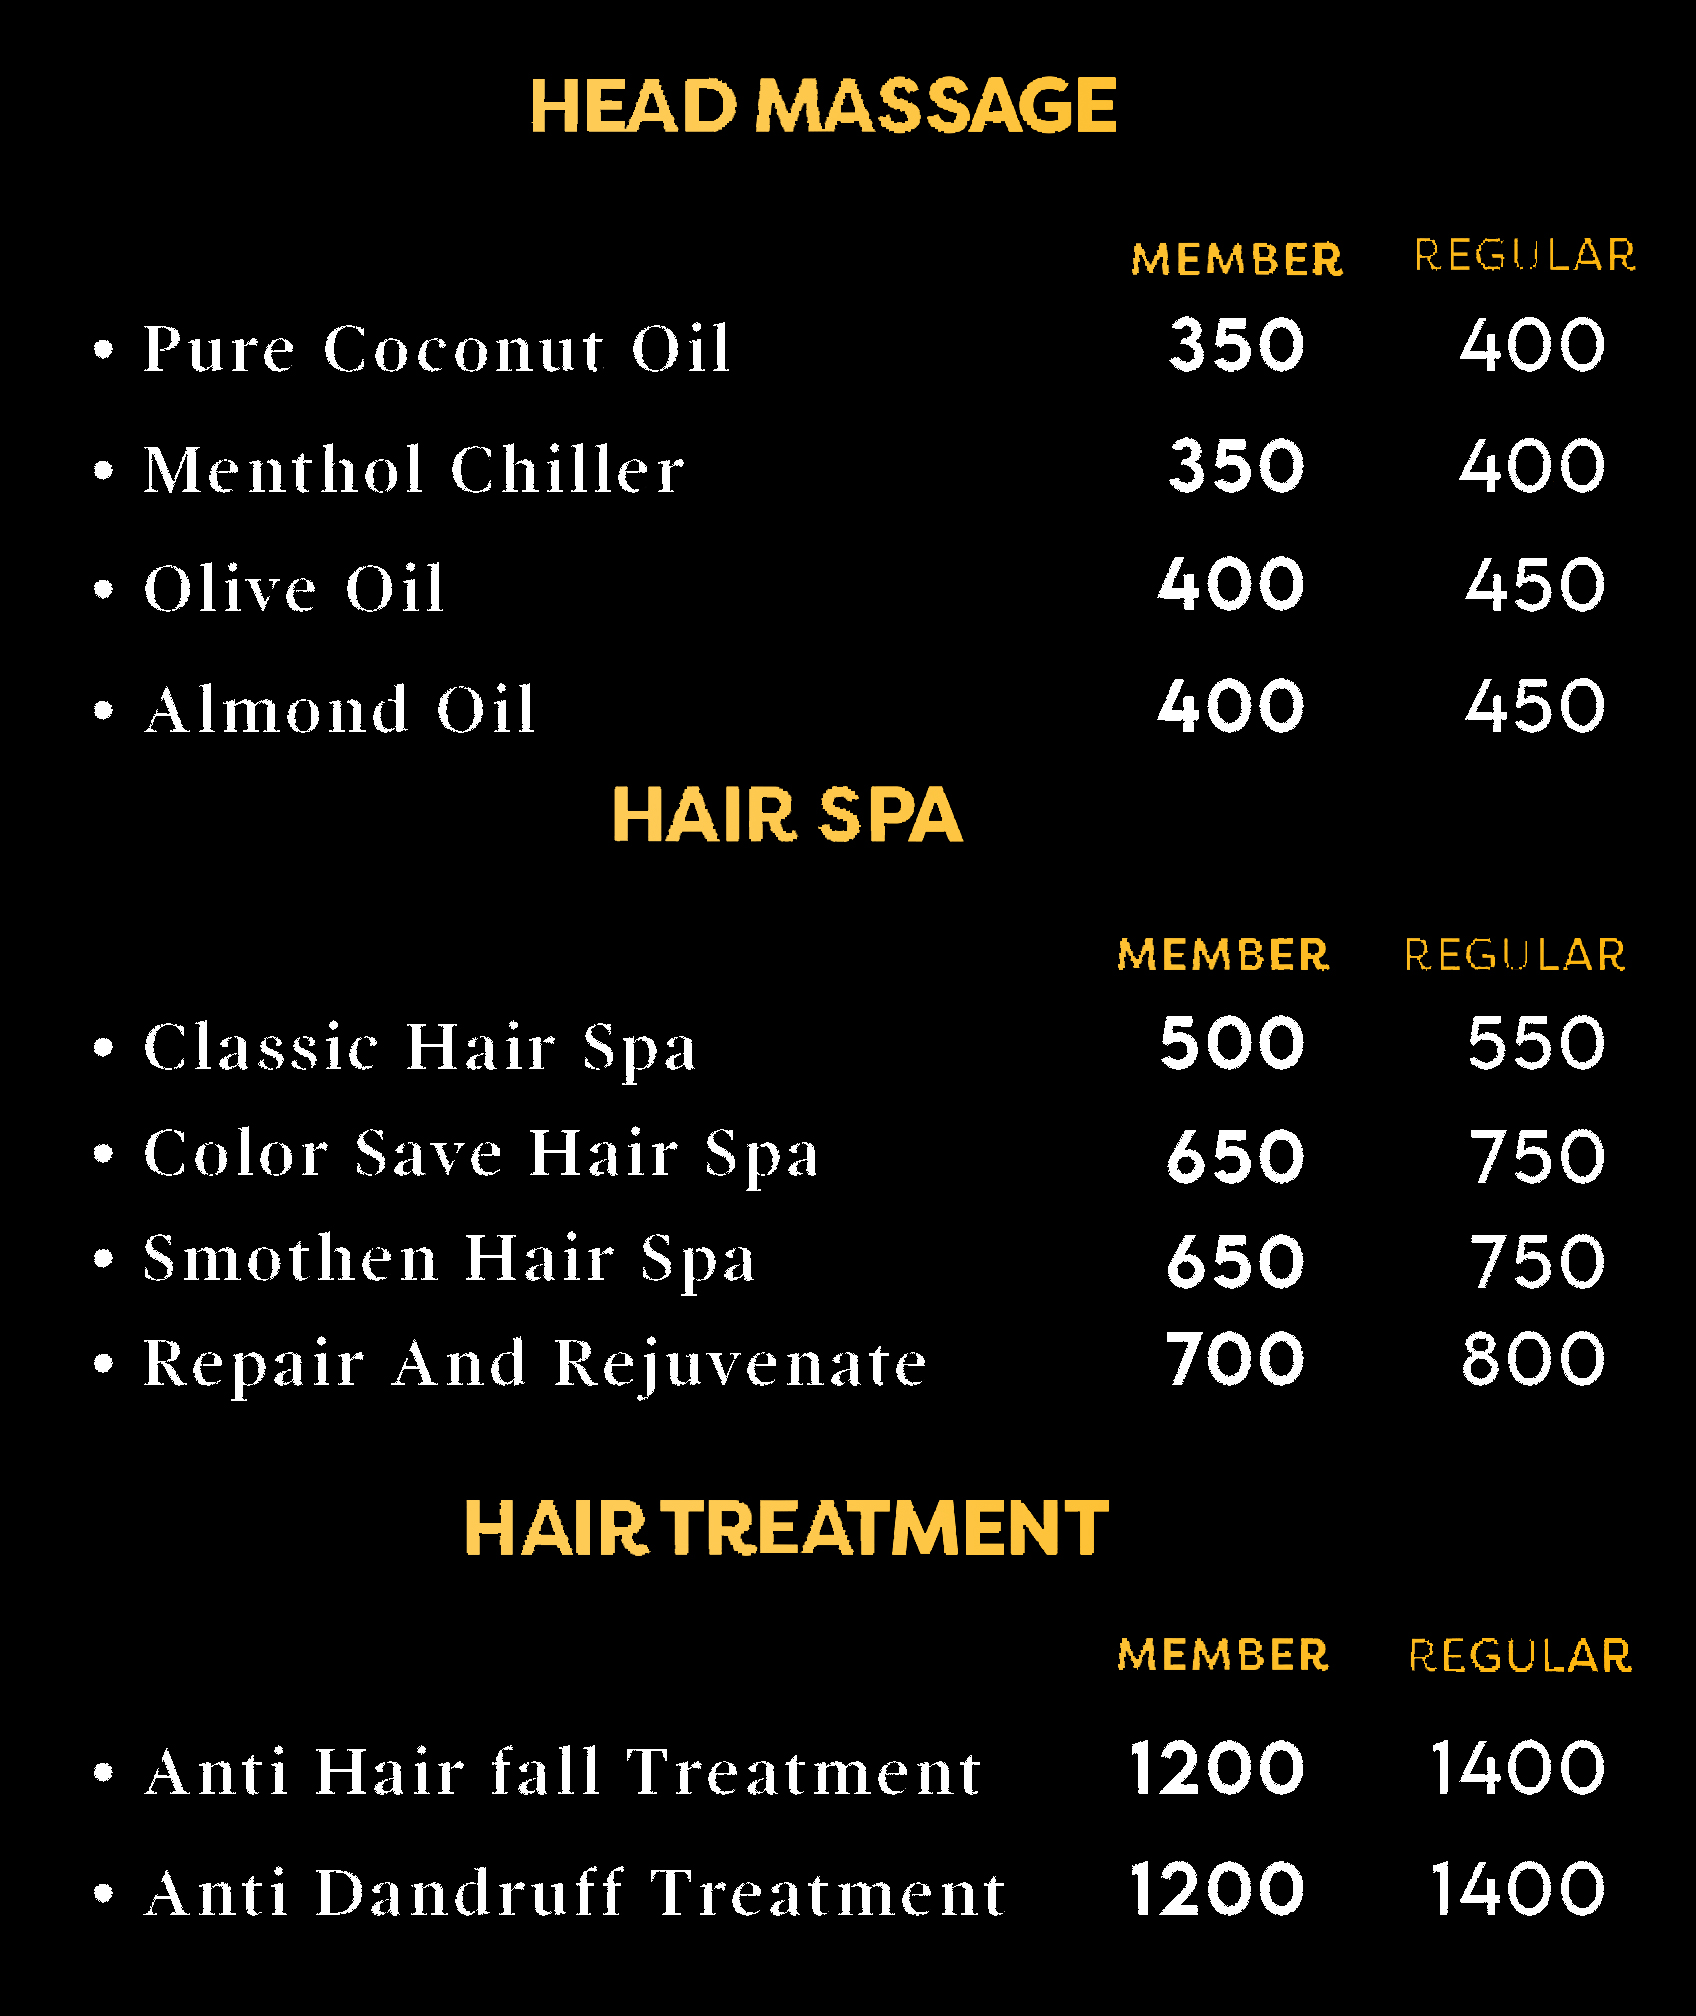 HEAD MASSAGE
MEMBER REGULAR
• Pure Coconut Oil 350 400
• Menthol Chiller 350 400
• Olive Oil 400 450
• Almond Oil 400 450
HAIR SPA
MEMBER REGULAR
• Classic Hair Spa 500 550
• Color Save Hair Spa 650 750
• Smothen Hair Spa 650 750
• Repair And Rejuvenate 700 800
HAIR TREATMENT
MEMBER REGULAR
• Anti Hair fall Treatment 1200 1400
• Anti Dandruff Treatment 1200 1400